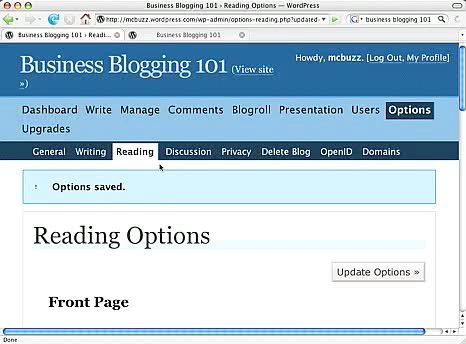 Business Blogging 101 › Reading Options — WordPress
http://mcbuzz.wordpress.com/wp-admin/options-reading.php?updated=
business blogging 101
Business Blogging 101 › Readi...
Business Blogging 101
Business Blogging 101 (View site
»)
Howdy, mcbuzz. [Log Out, My Profile]
Dashboard Write Manage Comments Blogroll Presentation Users Options
Upgrades
General Writing Reading Discussion Privacy Delete Blog OpenID Domains
Options saved.
Reading Options
Update Options »
Front Page
Done